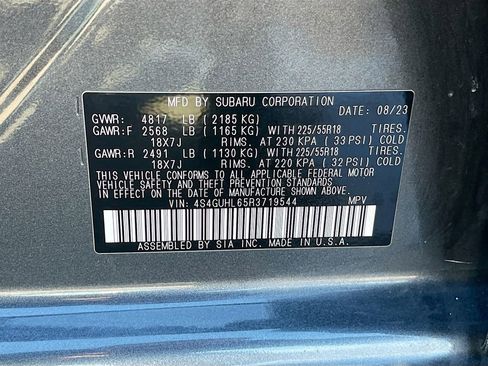 MFD BY SUBARU CORPORATION
DATE: 08/23
GVWR: 4817 LB ( 2185 KG)
GAWR:F 2568 LB ( 1165 KG) WITH 225/55R18 TIRES.
18X7J RIMS. AT 230 KPA ( 33 PSI) COLD
GAWR:R 2491 LB ( 1130 KG) WITH 225/55R18 TIRES.
18X7J RIMS. AT 220 KPA ( 32 PSI) COLD
THIS VEHICLE CONFORMS TO ALL APPLICABLE FEDERAL MOTOR
VEHICLE SAFETY AND THEFT PREVENTION STANDARDS
IN EFFECT ON THE DATE OF MANUFACTURE SHOWN ABOVE.
VIN: 4S4GUHL65R3719544 MPV
ASSEMBLED BY SIA INC. MADE IN U.S.A.